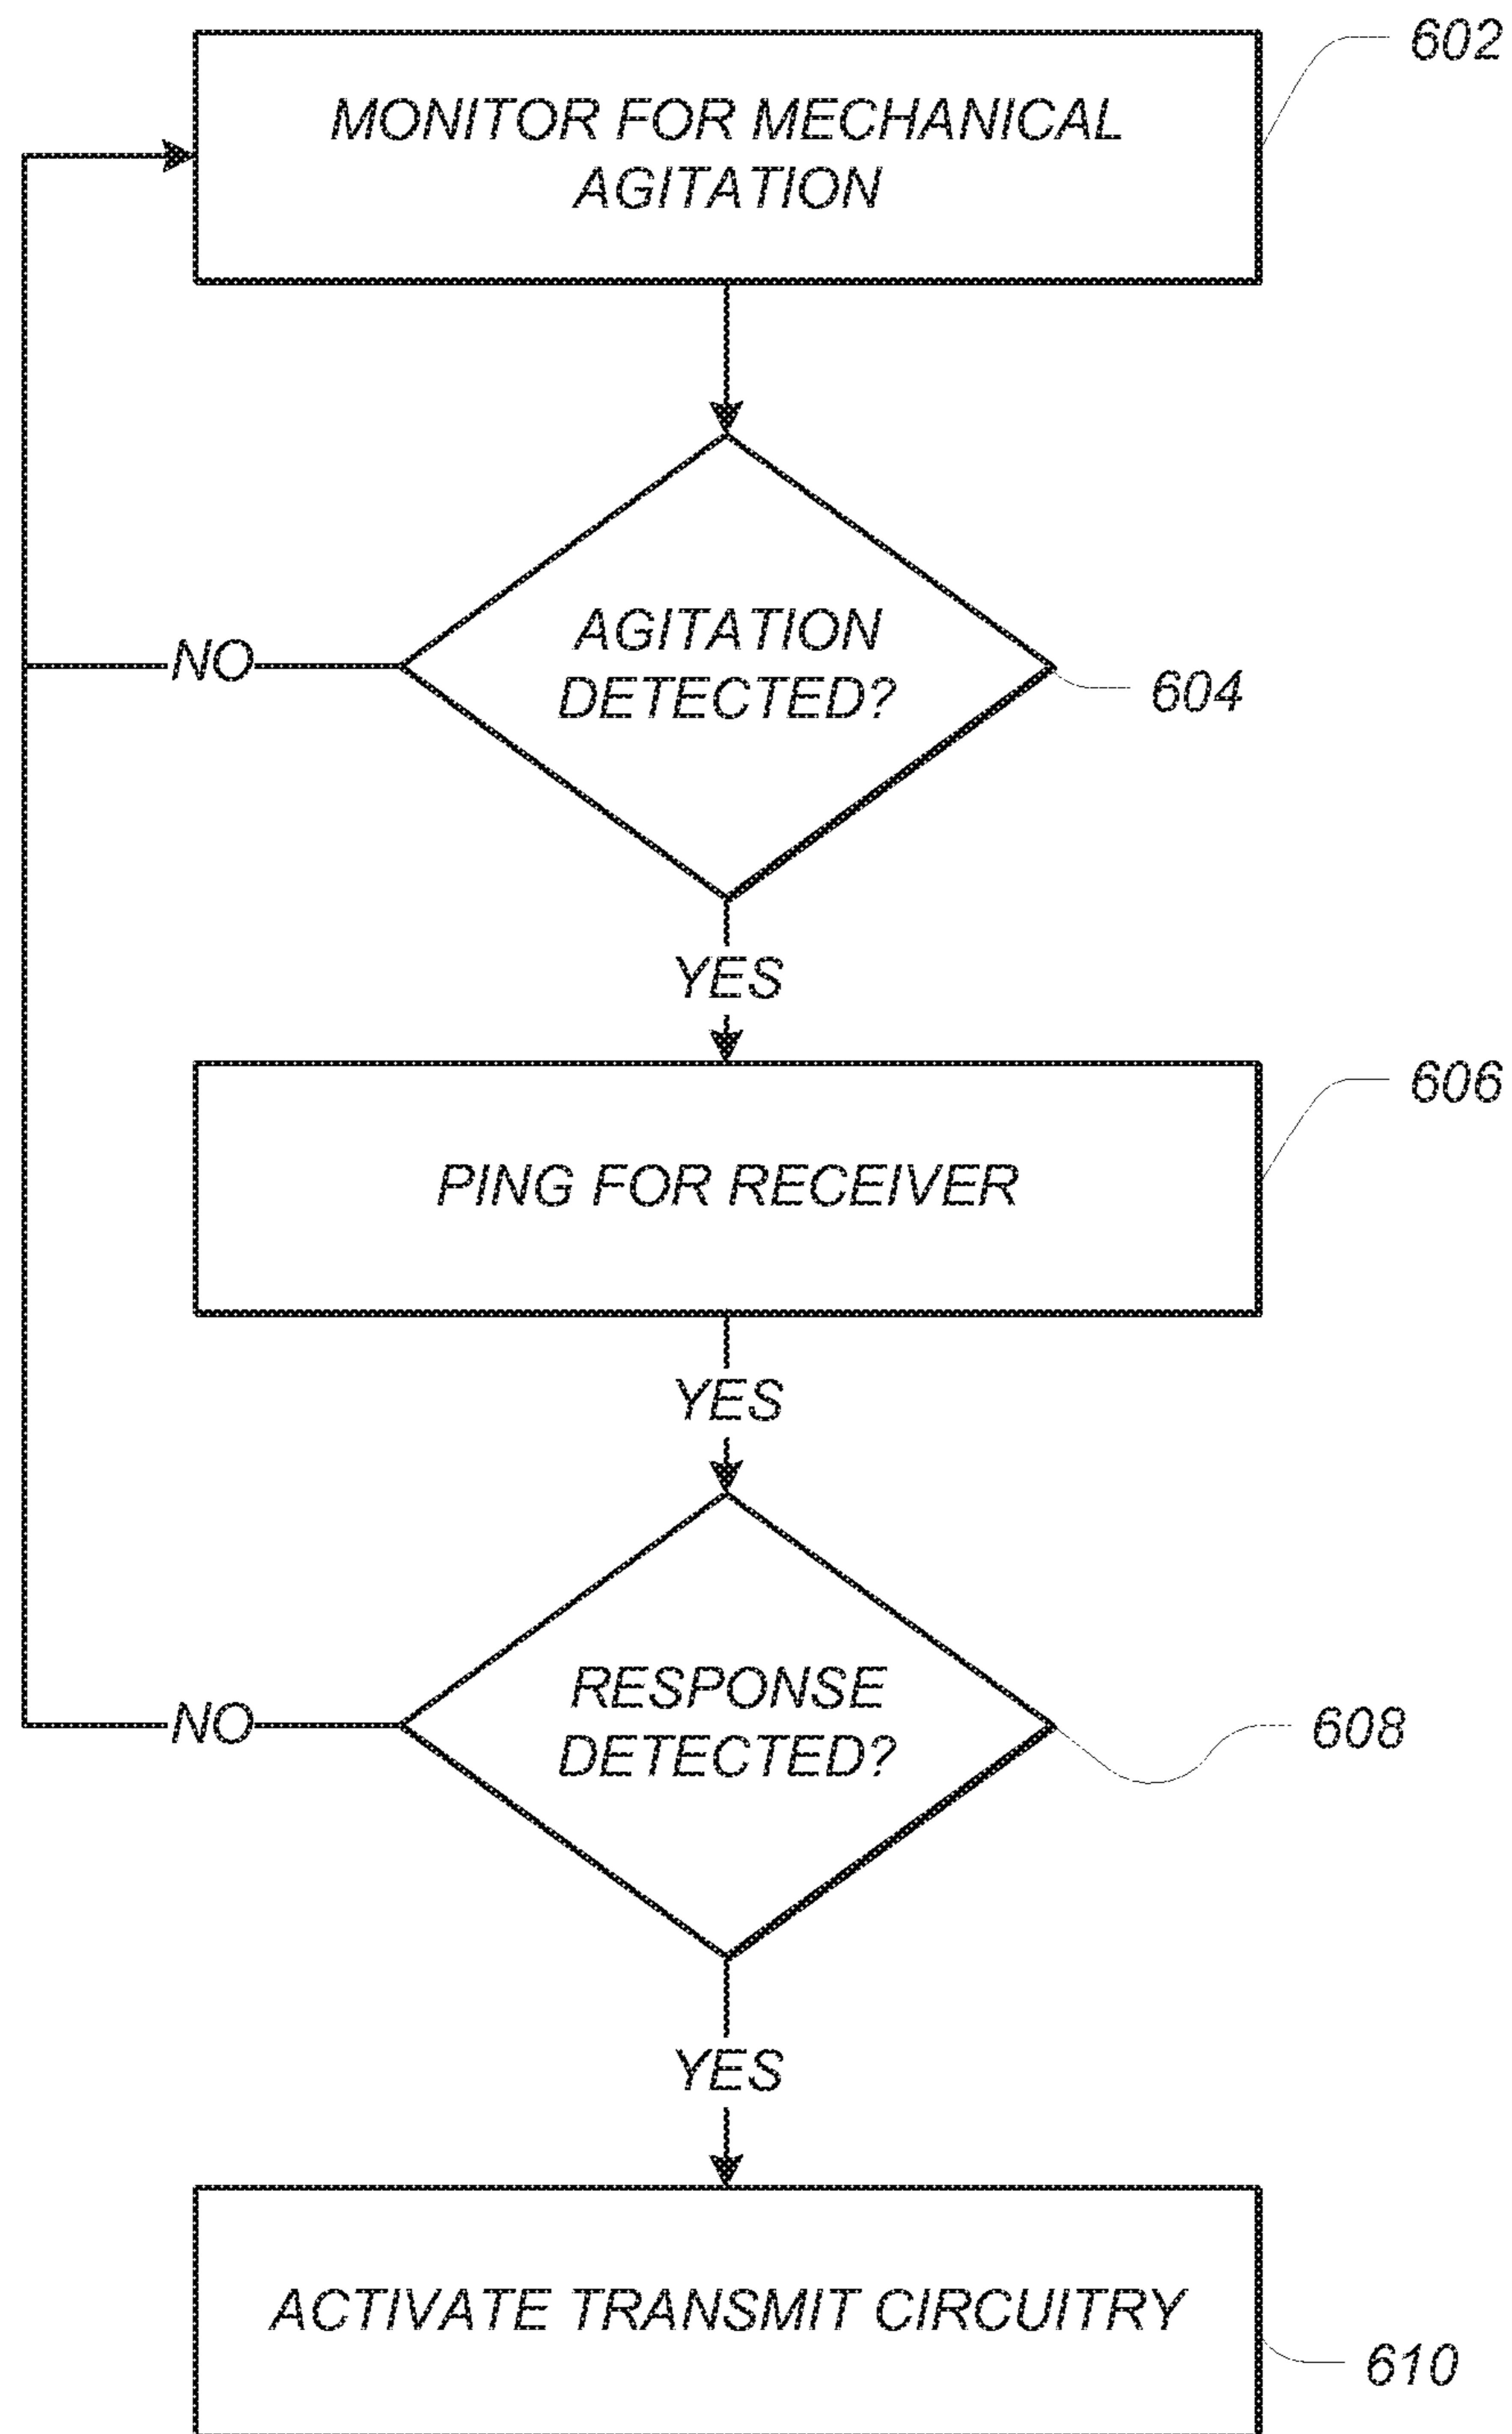 602
MONITOR FOR MECHANICAL
AGITATION
AGITATION
DETECTED?
NO
604
YES
606
PING FOR RECEIVER
YES
RESPONSE
DETECTED?
NO
608
YES
ACTIVATE TRANSMIT CIRCUITRY
610